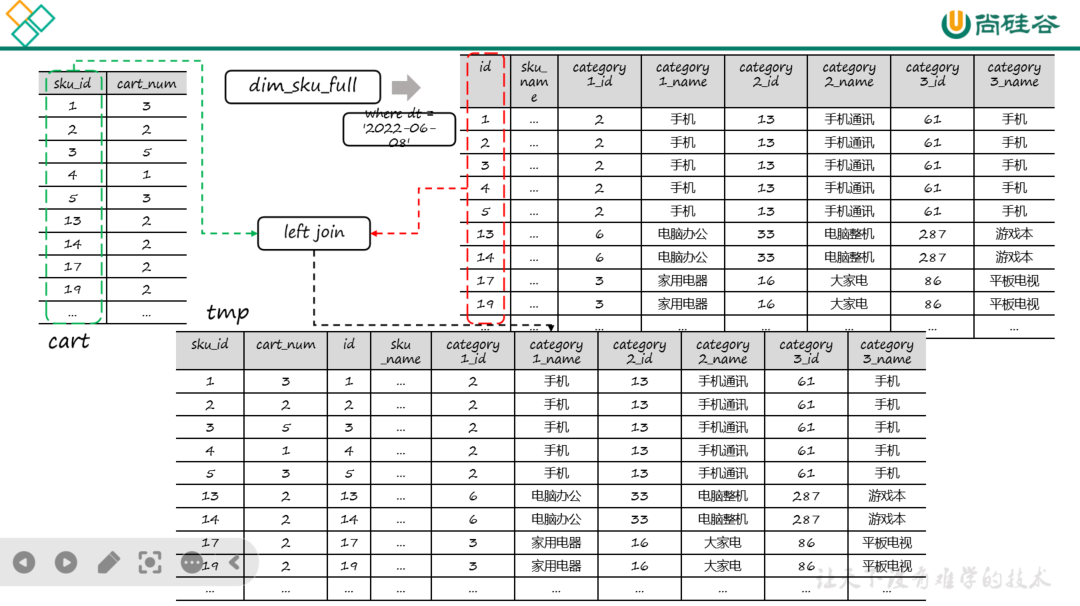 尚硅谷
sku_id cart_num
1 3
2 2
3 5
4 1
5 3
13 2
14 2
17 2
19 2
... ...
cart
dim_sku_full
where dt =
'2022-06-
08'
left join
id sku_name category1_id category1_name category2_id category2_name category3_id category3_name
1 ... 2 手机 13 手机通讯 61 手机
2 ... 2 手机 13 手机通讯 61 手机
3 ... 2 手机 13 手机通讯 61 手机
4 ... 2 手机 13 手机通讯 61 手机
5 ... 2 手机 13 手机通讯 61 手机
13 ... 6 电脑办公 33 电脑整机 287 游戏本
14 ... 6 电脑办公 33 电脑整机 287 游戏本
17 ... 3 家用电器 16 大家电 86 平板电视
19 ... 3 家用电器 16 大家电 86 平板电视
... ... ... ... ... ... ... ...
tmp
sku_id cart_num id sku_name category1_id category1_name category2_id category2_name category3_id category3_name
1 3 1 ... 2 手机 13 手机通讯 61 手机
2 2 2 ... 2 手机 13 手机通讯 61 手机
3 5 3 ... 2 手机 13 手机通讯 61 手机
4 1 4 ... 2 手机 13 手机通讯 61 手机
5 3 5 ... 2 手机 13 手机通讯 61 手机
13 2 13 ... 6 电脑办公 33 电脑整机 287 游戏本
14 2 14 ... 6 电脑办公 33 电脑整机 287 游戏本
17 2 17 ... 3 家用电器 16 大家电 86 平板电视
19 2 19 ... 3 家用电器 16 大家电 86 平板电视
... ... ... ... ... ... ... ... ... ...
让天下没有难学的技术